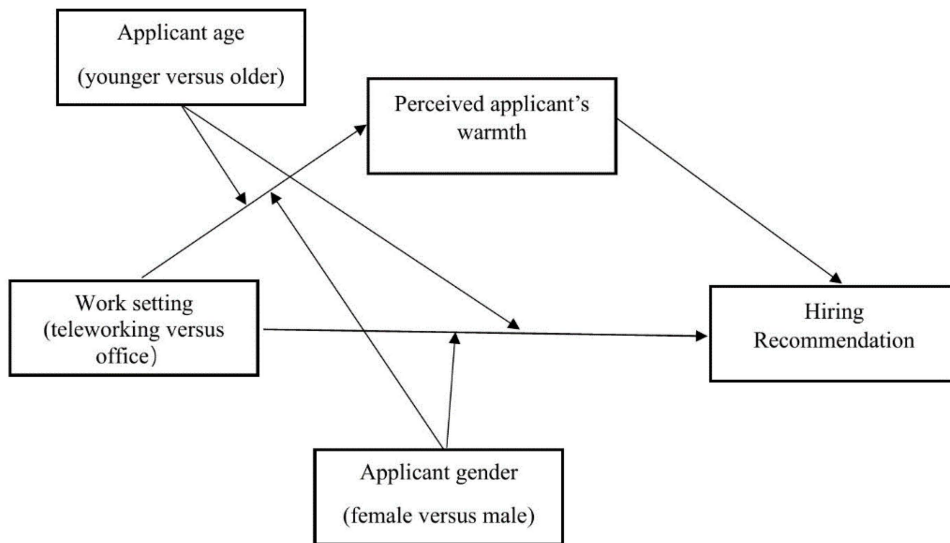 Applicant age
(younger versus older)
Perceived applicant’s
warmth
Work setting
(teleworking versus
office）
Hiring
Recommendation
Applicant gender
(female versus male)